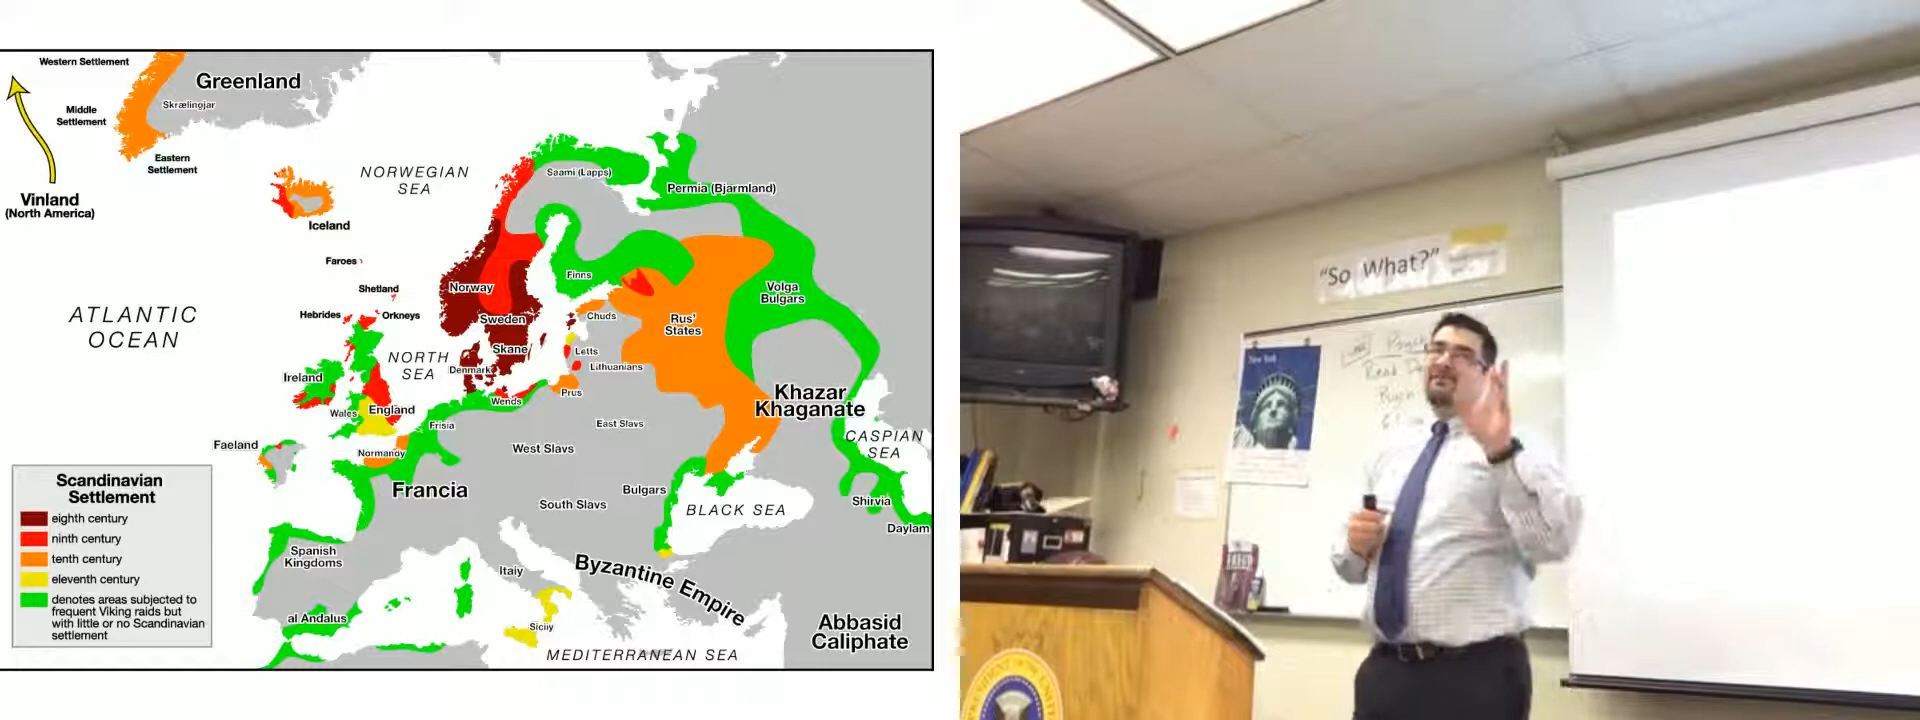 Western Settlement
Greenland
Skrælingjar
Middle
Settlement
Eastern
Settlement
Vinland
(North America)
NORWEGIAN
SEA
Iceland
Faroes
Shetland
Hebrides
Orkneys
ATLANTIC
OCEAN
NORTH
SEA
Saami (Lapps)
Permia (Bjarmland)
Finns
Norway
Sweden
Skane
Denmark
Chuds
Letts
Lithuanians
Rus'
States
Volga
Bulgars
Ireland
Wales
England
Wends
Prus
Khazar
Khaganate
Frisia
East Slavs
West Slavs
Faeland
Normandy
Francia
CASPIAN
SEA
Bulgars
South Slavs
BLACK SEA
Shirvia
Daylam
Spanish
Kingdoms
Italy
Byzantine Empire
al Andalus
Sicily
Abbasid
Caliphate
MEDITERRANEAN SEA
Scandinavian
Settlement
eighth century
ninth century
tenth century
eleventh century
denotes areas subjected to
frequent Viking raids but
with little or no Scandinavian
settlement
"So What?"
New York
Psych
Read